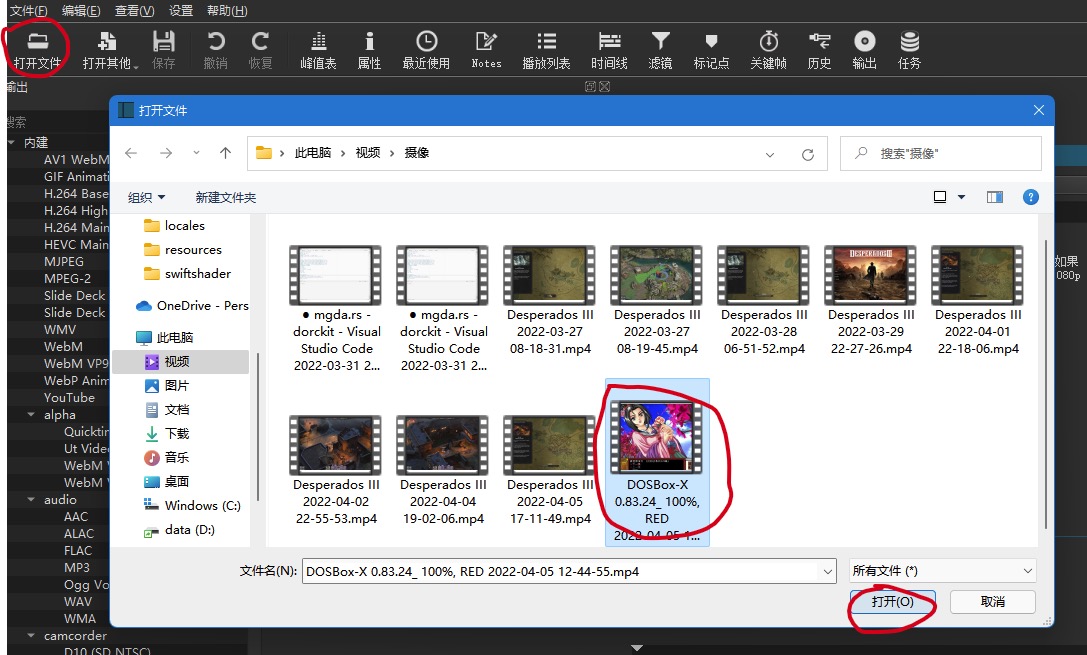 文件(F) 编辑(E) 查看(V) 设置 帮助(H)
打开文件 打开其他 保存 撤消 恢复 峰值表 属性 最近使用 Notes 播放列表 时间线 滤镜 标记点 关键帧 历史 输出 任务
输出
搜索
内建
AV1 WebM
GIF Animati
H.264 Base
H.264 High
H.264 Main
HEVC Main
MJPEG
MPEG-2
Slide Deck
Slide Deck
WMV
WebM
WebM VP9
WebP Anim
YouTube
alpha
Quicktin
Ut Video
WebM
WebM
audio
AAC
ALAC
FLAC
MP3
Ogg Vo
WAV
WMA
camcorder
D10 (SD NTSC)
打开文件
此电脑 视频 摄像
搜索"摄像"
组织 新建文件夹
locales
resources
swiftshader
OneDrive - Pers
此电脑
视频
图片
文档
下载
音乐
桌面
Windows (C:)
data (D:)
● mgda.rs -
dorckit - Visual
Studio Code
2022-03-31 2...
● mgda.rs -
dorckit - Visual
Studio Code
2022-03-31 2...
Desperados III
2022-03-27
08-18-31.mp4
Desperados III
2022-03-27
08-19-45.mp4
Desperados III
2022-03-28
06-51-52.mp4
DESPERADOS III
Desperados III
2022-03-29
22-27-26.mp4
Desperados III
2022-04-01
22-18-06.mp4
Desperados III
2022-04-02
22-55-53.mp4
Desperados III
2022-04-04
19-02-06.mp4
Desperados III
2022-04-05
17-11-49.mp4
DOSBox-X
0.83.24_ 100%,
RED
2022-04-05 1...
文件名(N): DOSBox-X 0.83.24_ 100%, RED 2022-04-05 12-44-55.mp4 所有文件 (*)
打开(O) 取消
如果
080p